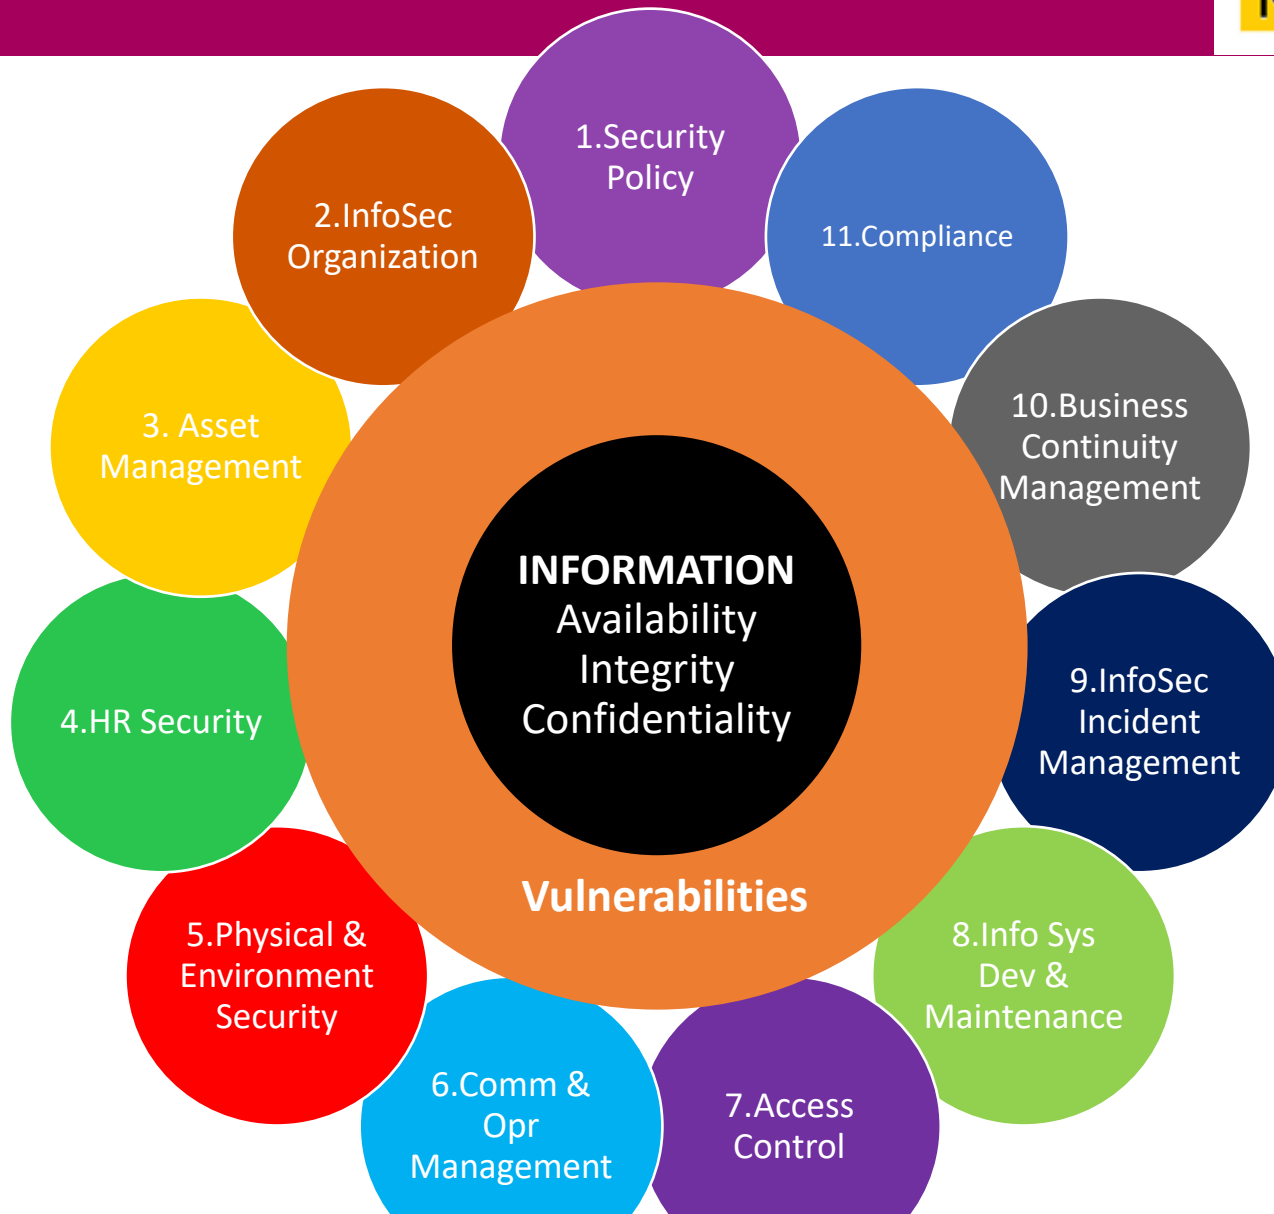 1.Security
Policy
2.InfoSec
Organization
3. Asset
Management
4.HR Security
5.Physical &
Environment
Security
6.Comm &
Opr
Management
7.Access
Control
8.Info Sys
Dev &
Maintenance
9.InfoSec
Incident
Management
10.Business
Continuity
Management
11.Compliance
INFORMATION
Availability
Integrity
Confidentiality
Vulnerabilities